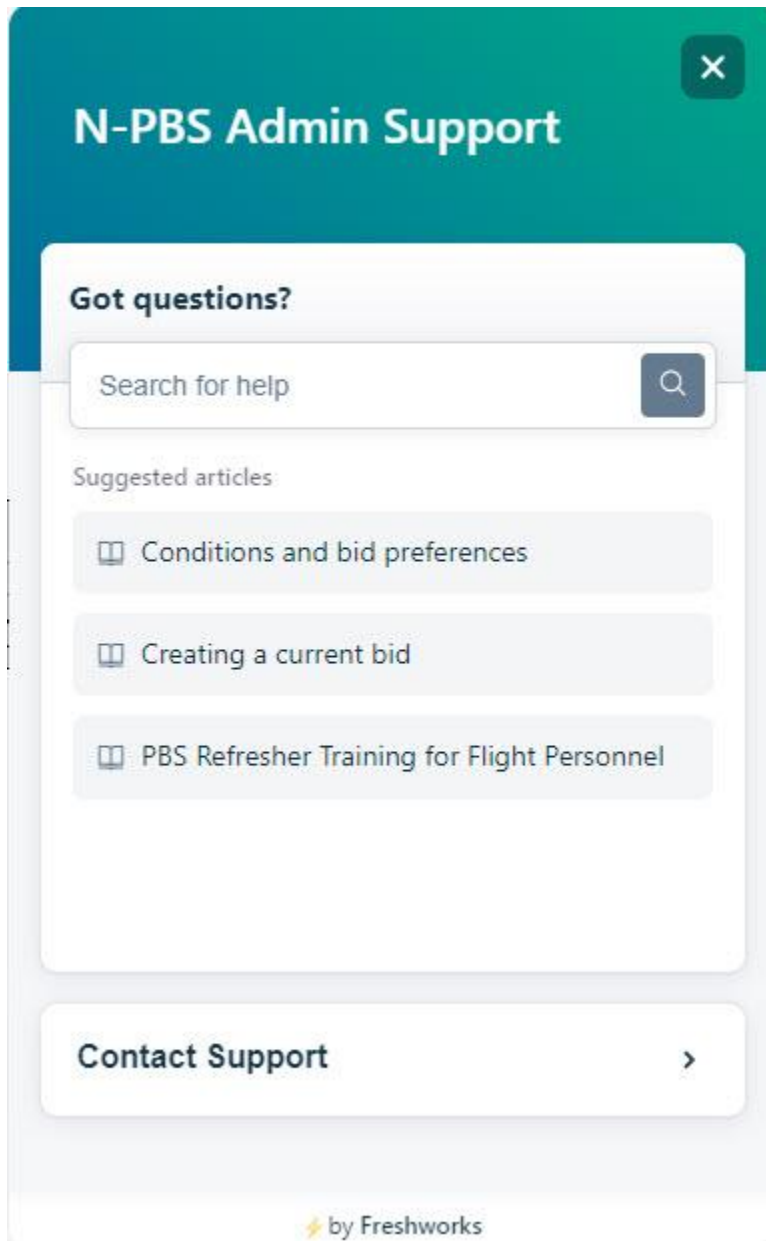 N-PBS Admin Support
Got questions?
Search for help
Suggested articles
Conditions and bid preferences
Creating a current bid
PBS Refresher Training for Flight Personnel
Contact Support
by Freshworks